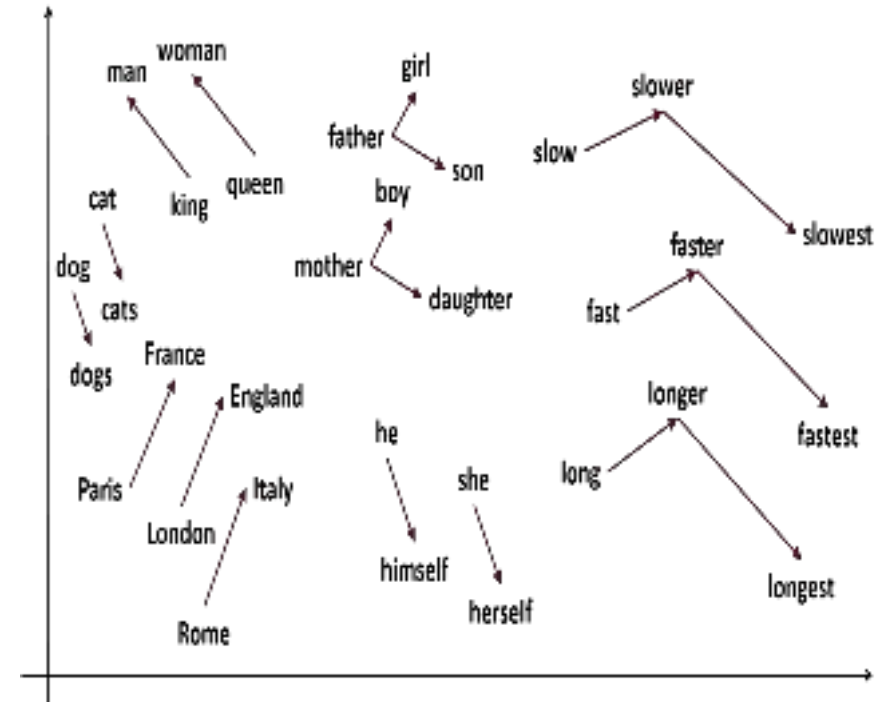 woman
man
girl
slower
father
slow
son
cat
king
queen
boy
slowest
dog
mother
faster
cats
daughter
fast
France
dogs
England
longer
he
fastest
Paris
Italy
she
long
London
himself
longest
herself
Rome